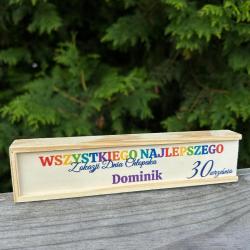 WSZYSTKIEGO NAJLEPSZEGO
Z okazji Dnia Chłopaka
30 września
Dominik